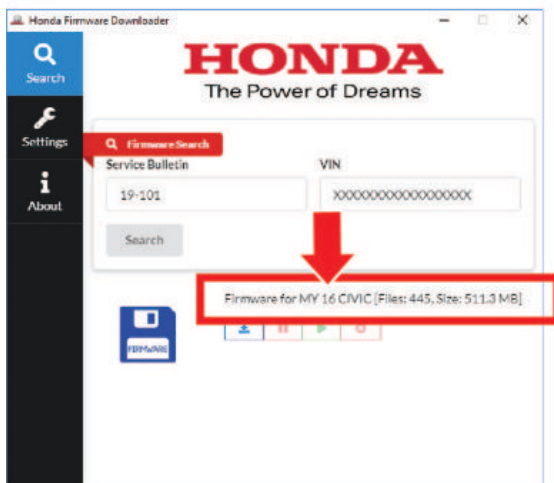 Honda Firmware Downloader
HONDA
The Power of Dreams
Search
Settings
About
Firmware Search
Service Bulletin VIN
19-101 XXXXXXXXXXXXXXXXX
Search
Firmware for MY 16 CIVIC [Files: 445, Size: 511.3 MB]
FIRMWARE